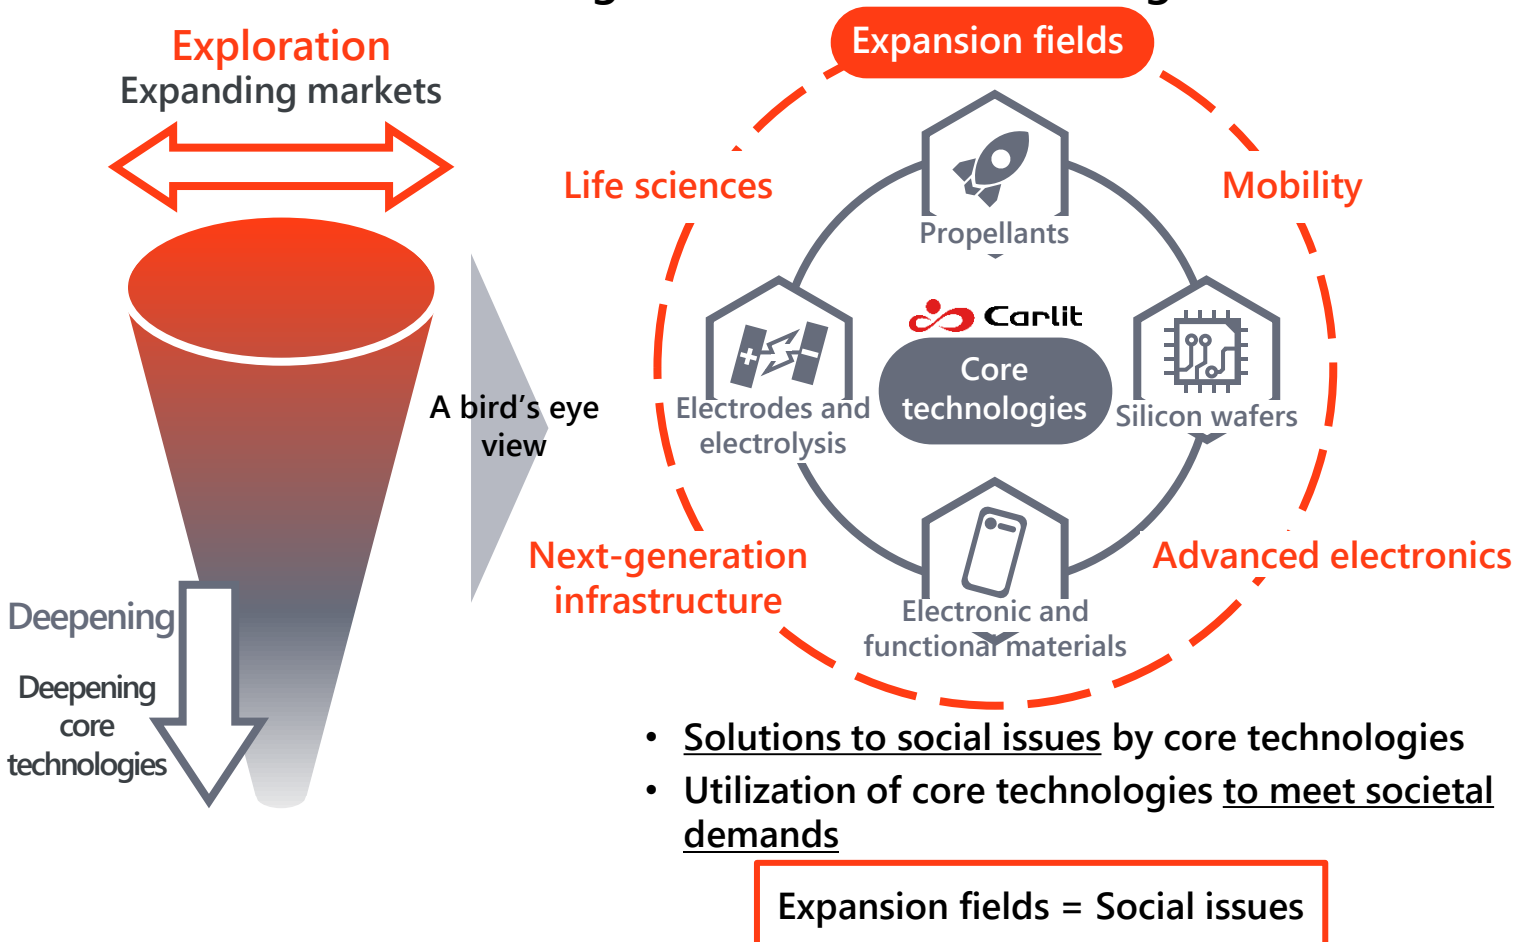 Exploration
Expanding markets
Expansion fields
Life sciences
Mobility
Propellants
Carlit
Core
technologies
Electrodes and
electrolysis
Silicon wafers
A bird's eye
view
Next-generation
infrastructure
Advanced electronics
Electronic and
functional materials
Deepening
Deepening
core
technologies
• Solutions to social issues by core technologies
• Utilization of core technologies to meet societal
demands
Expansion fields = Social issues